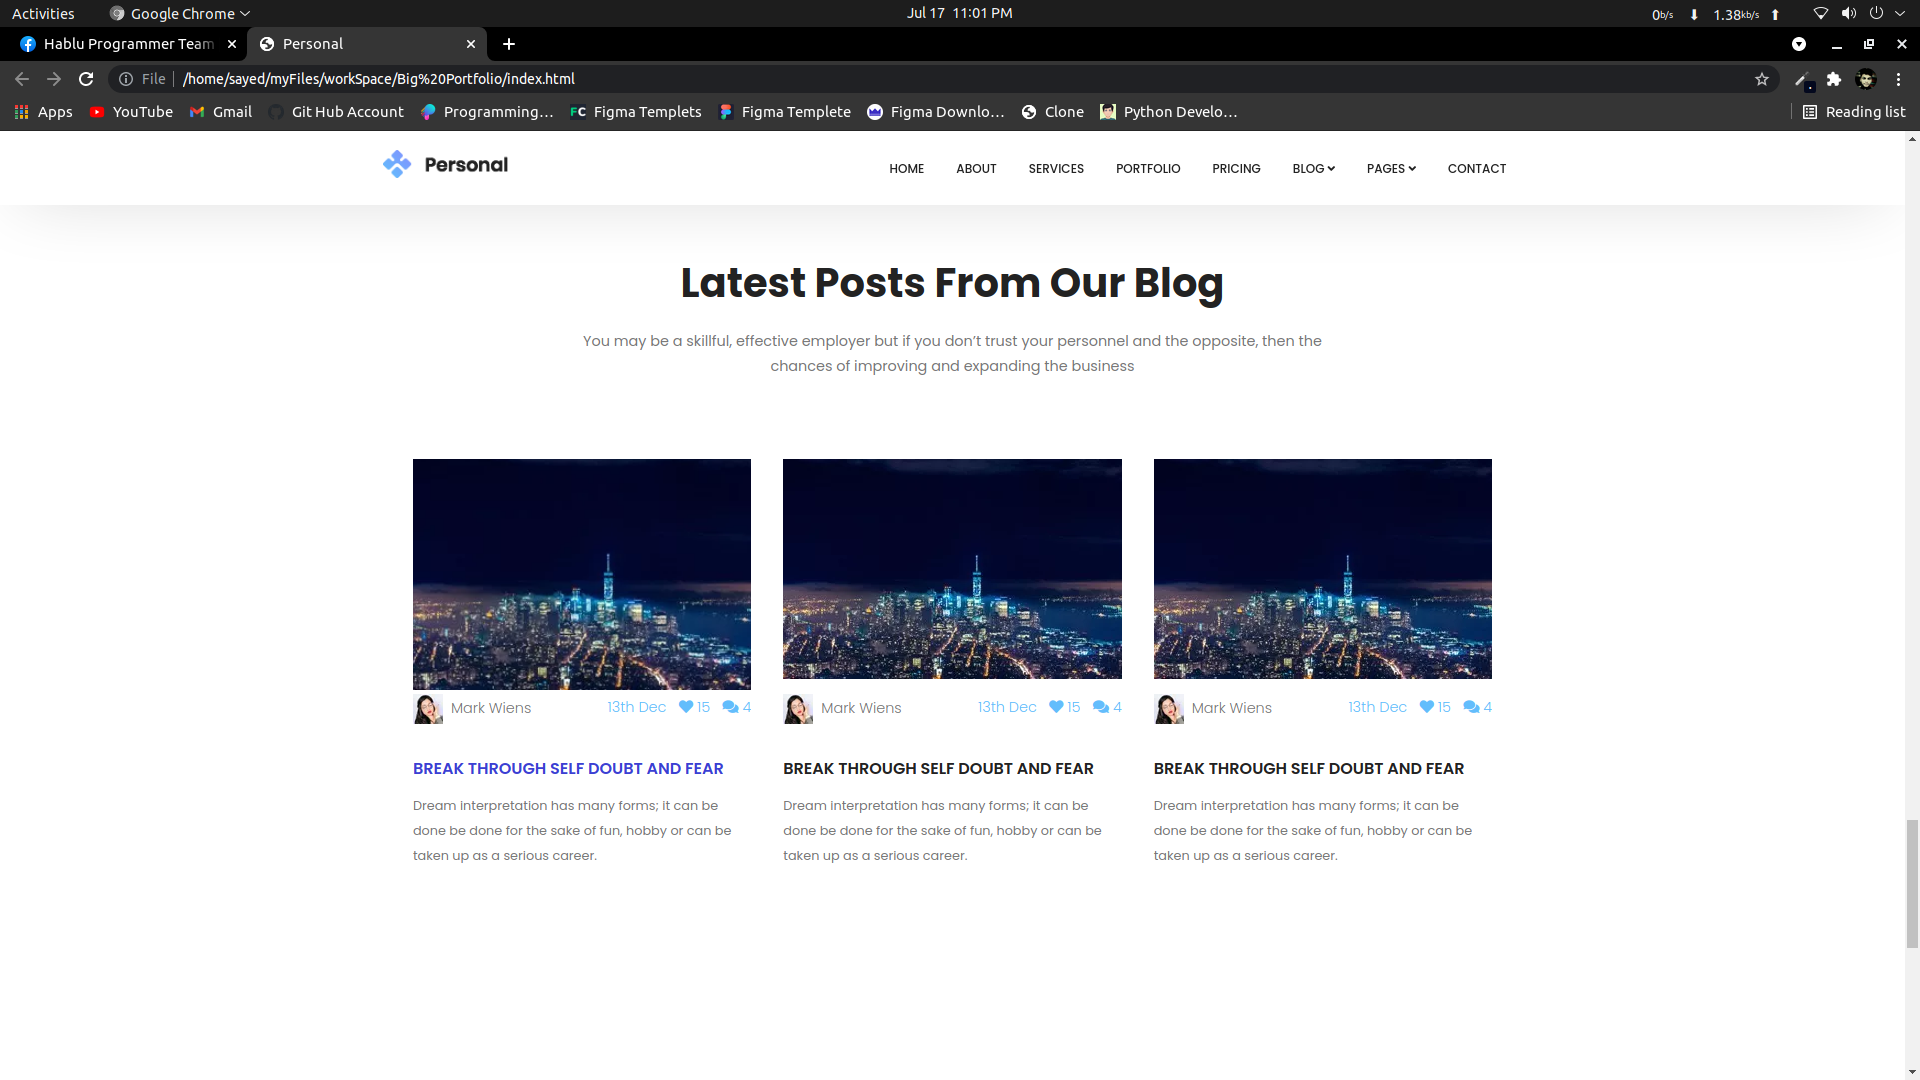 Activities
Google Chrome
Jul 17 11:01 PM
0b/s
1.38kb/s
Hablu Programmer Team
Personal
File
/home/sayed/myFiles/workSpace/Big%20Portfolio/index.html
Apps
YouTube
Gmail
Git Hub Account
Programming...
FC
Figma Templets
Figma Templete
Figma Downlo...
Clone
Python Develo...
Reading list
Personal
HOME
ABOUT
SERVICES
PORTFOLIO
PRICING
BLOG
PAGES
CONTACT
Latest Posts From Our Blog
You may be a skillful, effective employer but if you don’t trust your personnel and the opposite, then the
chances of improving and expanding the business
Mark Wiens
13th Dec
15
4
BREAK THROUGH SELF DOUBT AND FEAR
Dream interpretation has many forms; it can be
done be done for the sake of fun, hobby or can be
taken up as a serious career.
Mark Wiens
13th Dec
15
4
BREAK THROUGH SELF DOUBT AND FEAR
Dream interpretation has many forms; it can be
done be done for the sake of fun, hobby or can be
taken up as a serious career.
Mark Wiens
13th Dec
15
4
BREAK THROUGH SELF DOUBT AND FEAR
Dream interpretation has many forms; it can be
done be done for the sake of fun, hobby or can be
taken up as a serious career.